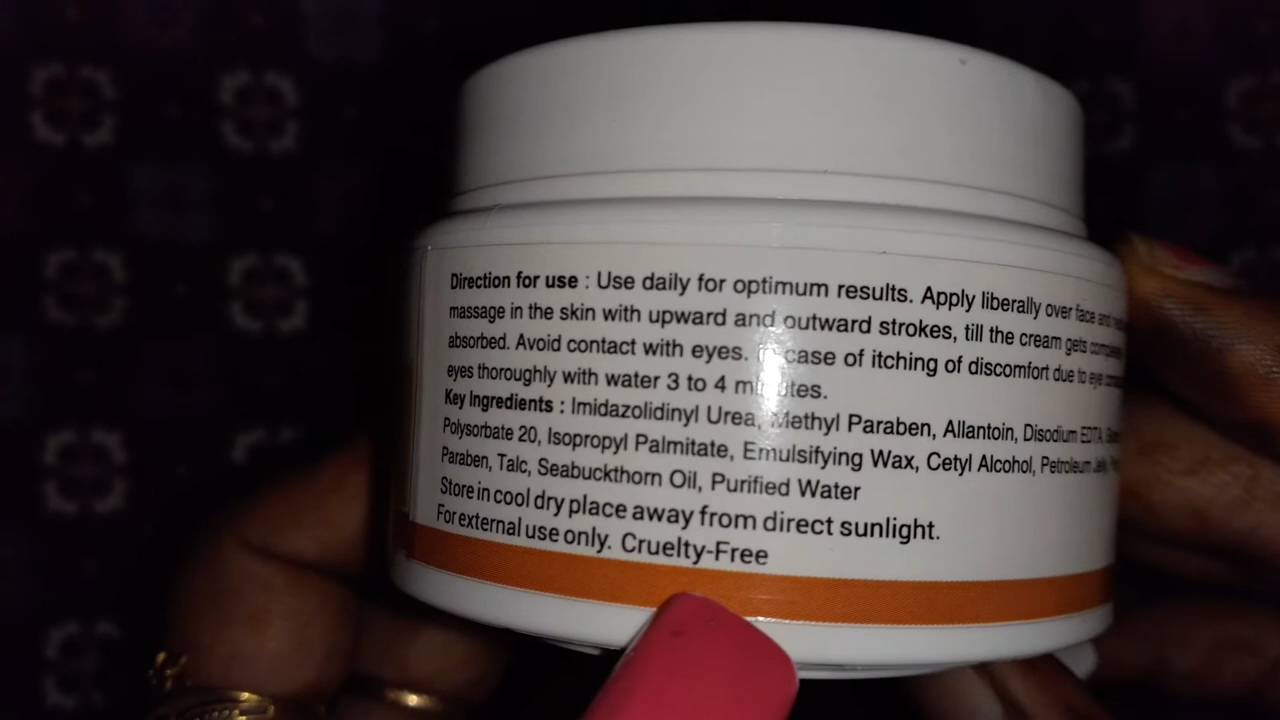 Direction for use : Use daily for optimum results. Apply liberally over face and
massage in the skin with upward and outward strokes, till the cream gets
absorbed. Avoid contact with eyes. case of itching of discomfort due to eye
eyes thoroughly with water 3 to 4
Key Ingredients : Imidazolidinyl Urea, Methyl Paraben, Allantoin, Disodium EDTA,
Polysorbate 20, Isopropyl Palmitate, Emulsifying Wax, Cetyl Alcohol, Petroleum Jelly,
Paraben, Talc, Seabuckthorn Oil, Purified Water
Store in cool dry place away from direct sunlight.
For external use only. Cruelty-Free